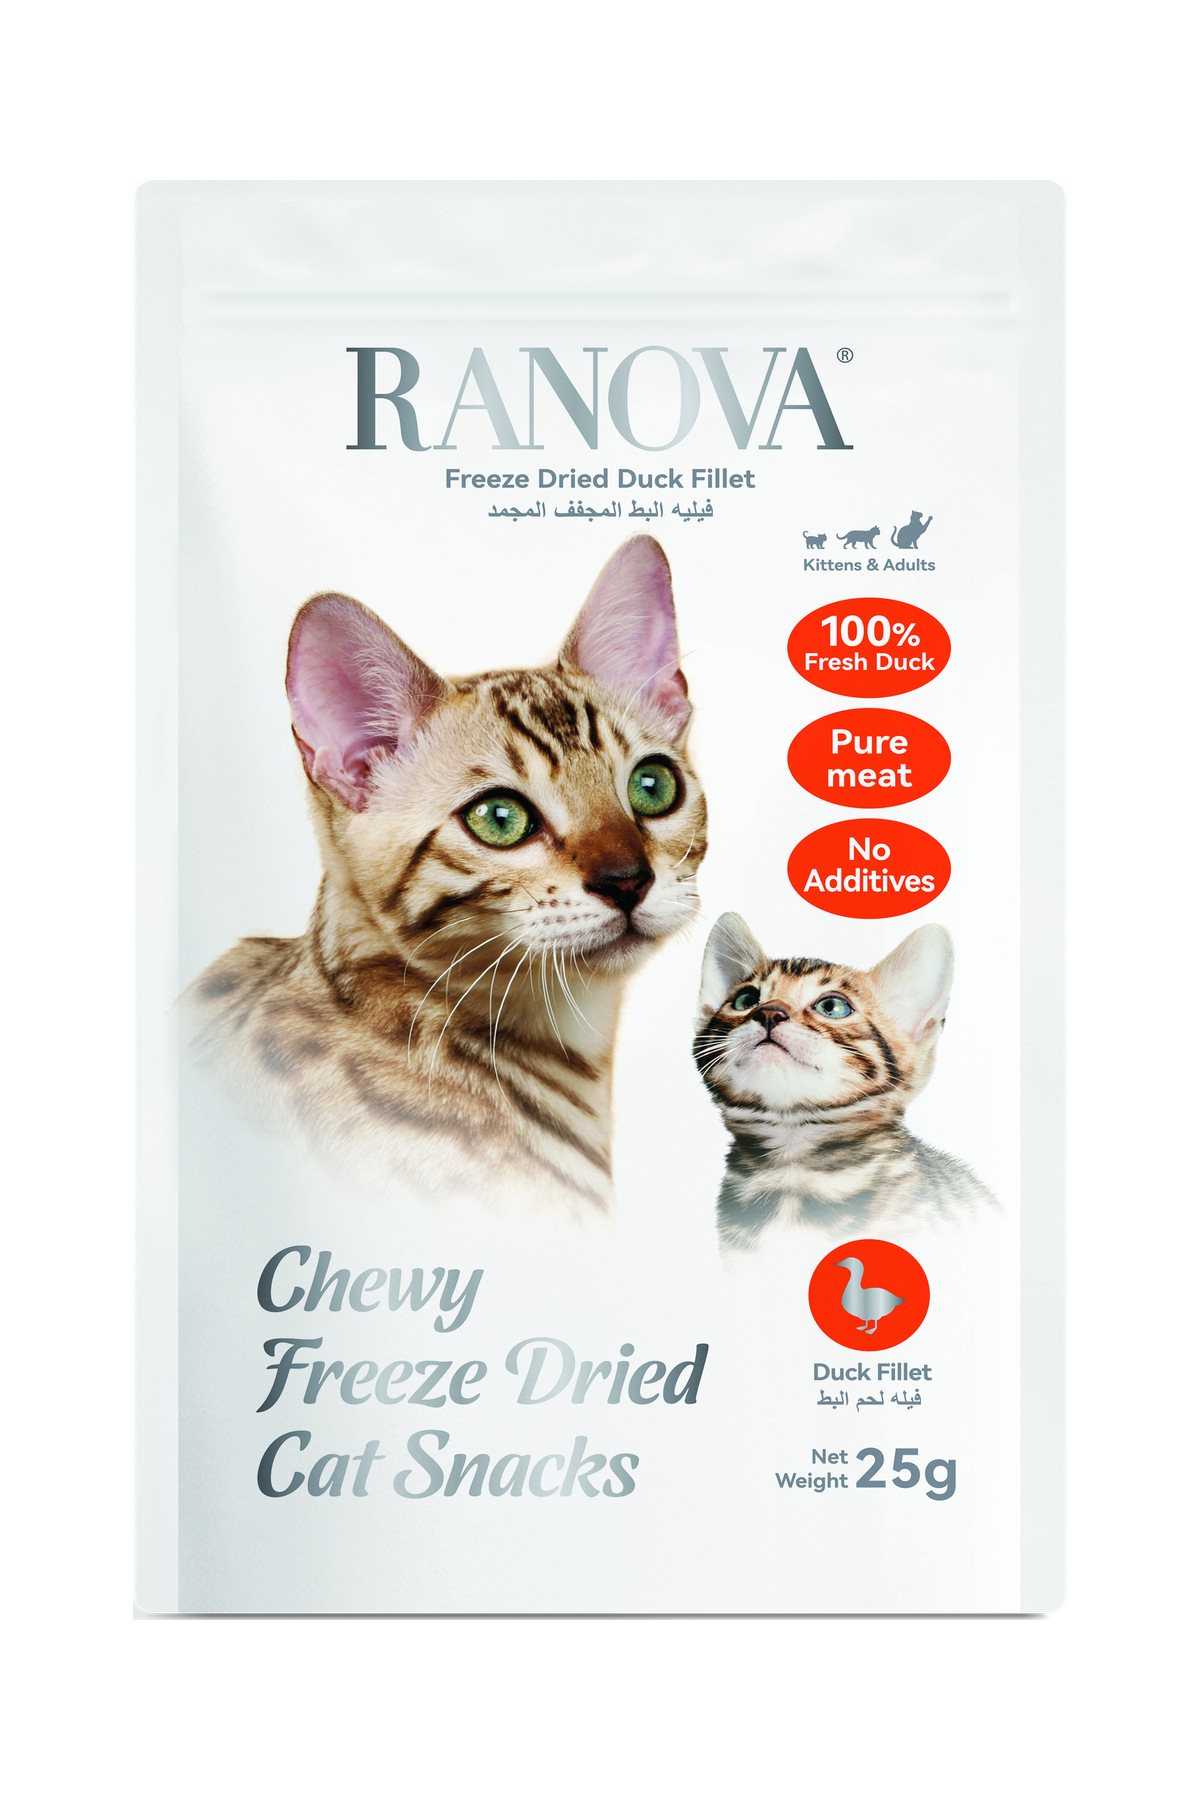 RANOVA®
Freeze Dried Duck Fillet
فيليه البط المجفف المجمد
Kittens & Adults
100%
Fresh Duck
Pure
meat
No
Additives
Chewy
Freeze Dried
Cat Snacks
Duck Fillet
فيله لحم البط
Net
Weight 25g